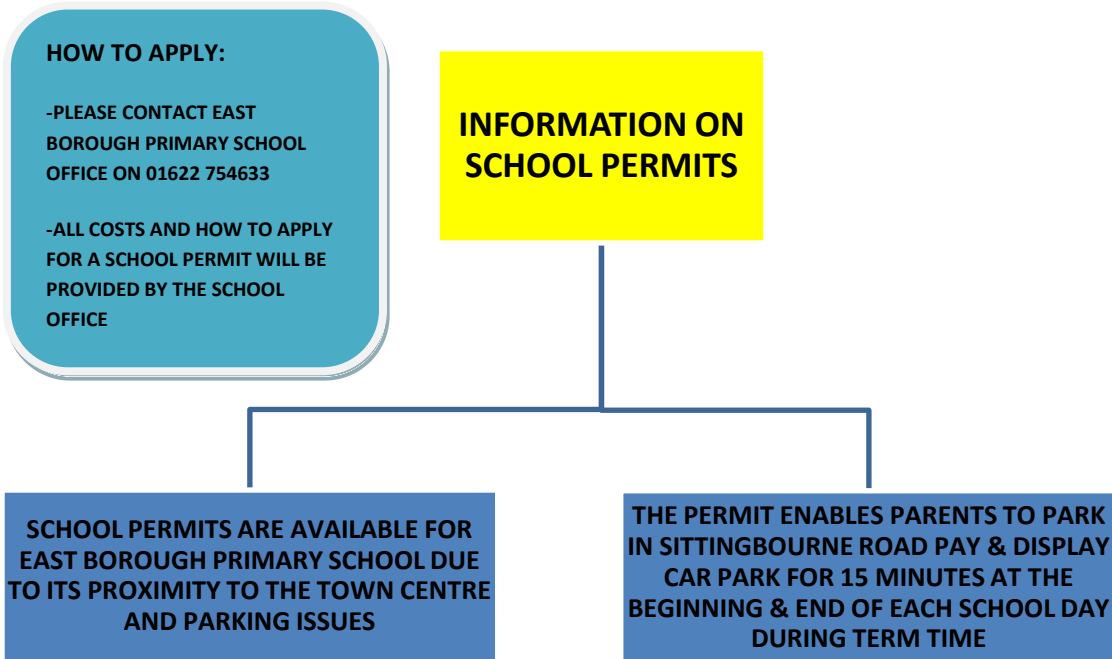 HOW TO APPLY:
-PLEASE CONTACT EAST
BOROUGH PRIMARY SCHOOL
OFFICE ON 01622 754633
-ALL COSTS AND HOW TO APPLY
FOR A SCHOOL PERMIT WILL BE
PROVIDED BY THE SCHOOL
OFFICE
INFORMATION ON
SCHOOL PERMITS
SCHOOL PERMITS ARE AVAILABLE FOR
EAST BOROUGH PRIMARY SCHOOL DUE
TO ITS PROXIMITY TO THE TOWN CENTRE
AND PARKING ISSUES
THE PERMIT ENABLES PARENTS TO PARK
IN SITTINGBOURNE ROAD PAY & DISPLAY
CAR PARK FOR 15 MINUTES AT THE
BEGINNING & END OF EACH SCHOOL DAY
DURING TERM TIME